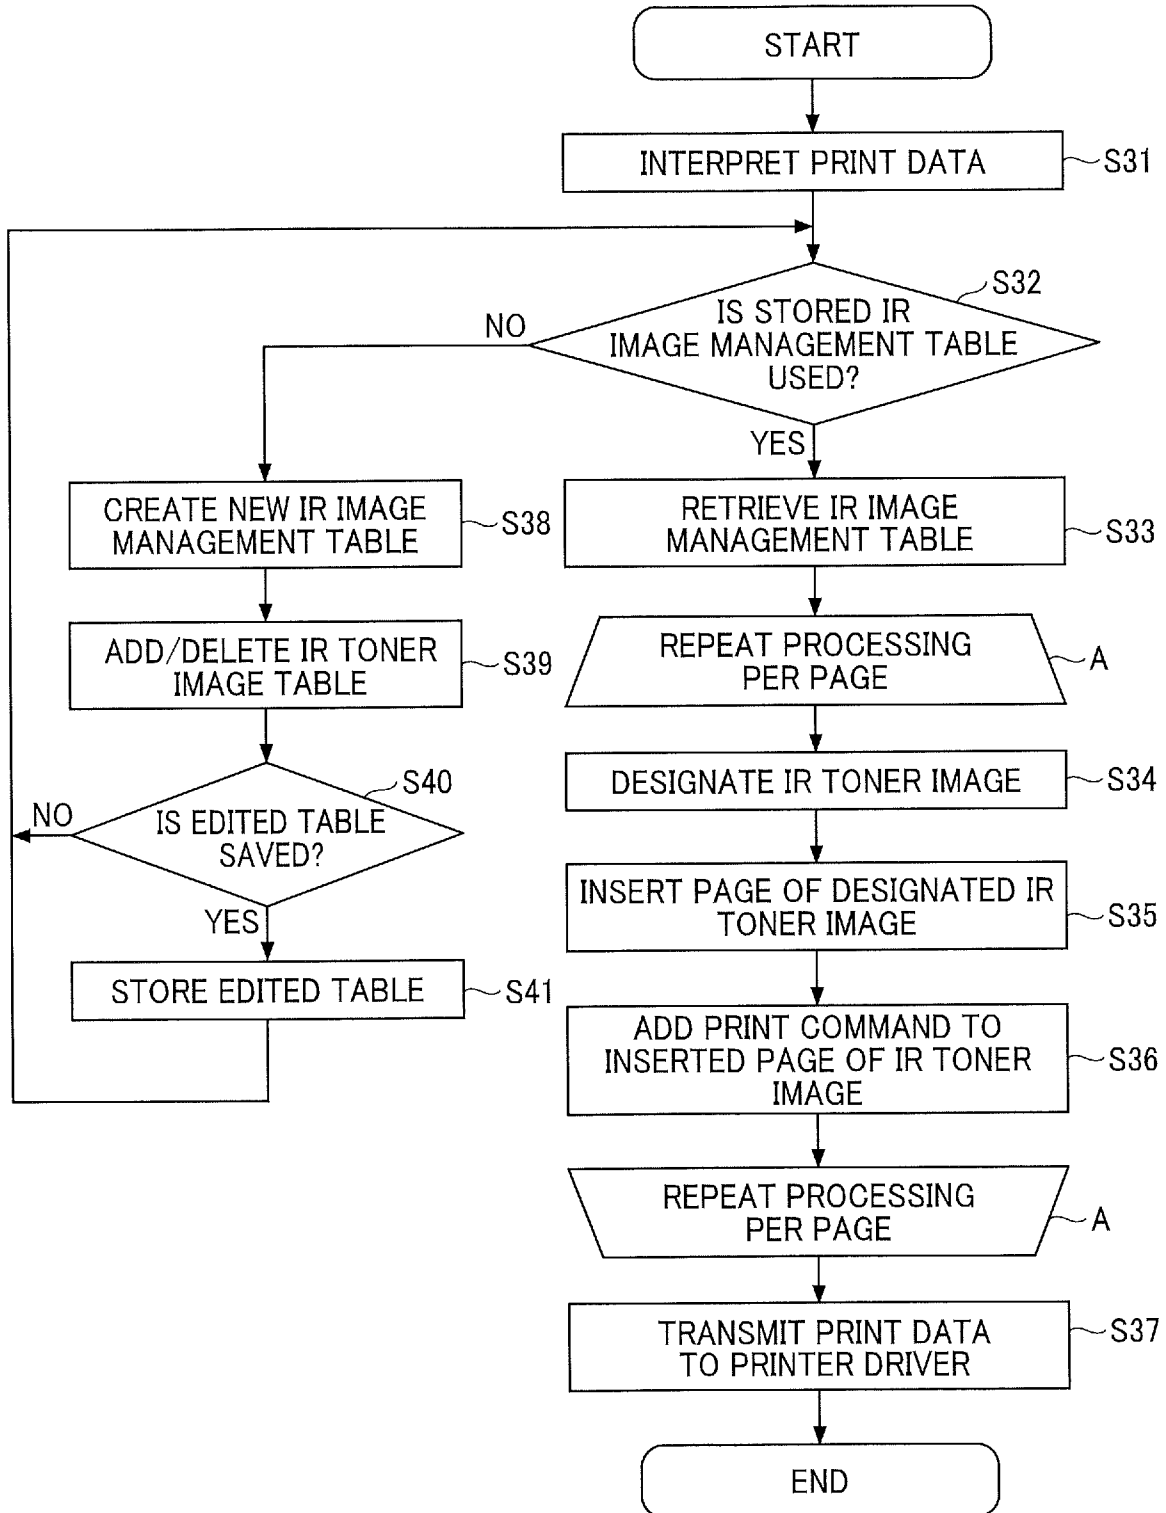 START
INTERPRET PRINT DATA
S31
S32
IS STORED IR
IMAGE MANAGEMENT TABLE
USED?
NO
YES
CREATE NEW IR IMAGE
MANAGEMENT TABLE
S38
RETRIEVE IR IMAGE
MANAGEMENT TABLE
S33
ADD/DELETE IR TONER
IMAGE TABLE
S39
REPEAT PROCESSING
PER PAGE
A
S40
IS EDITED TABLE
SAVED?
NO
YES
DESIGNATE IR TONER IMAGE
S34
INSERT PAGE OF DESIGNATED IR
TONER IMAGE
S35
STORE EDITED TABLE
S41
ADD PRINT COMMAND TO
INSERTED PAGE OF IR TONER
IMAGE
S36
REPEAT PROCESSING
PER PAGE
A
TRANSMIT PRINT DATA
TO PRINTER DRIVER
S37
END